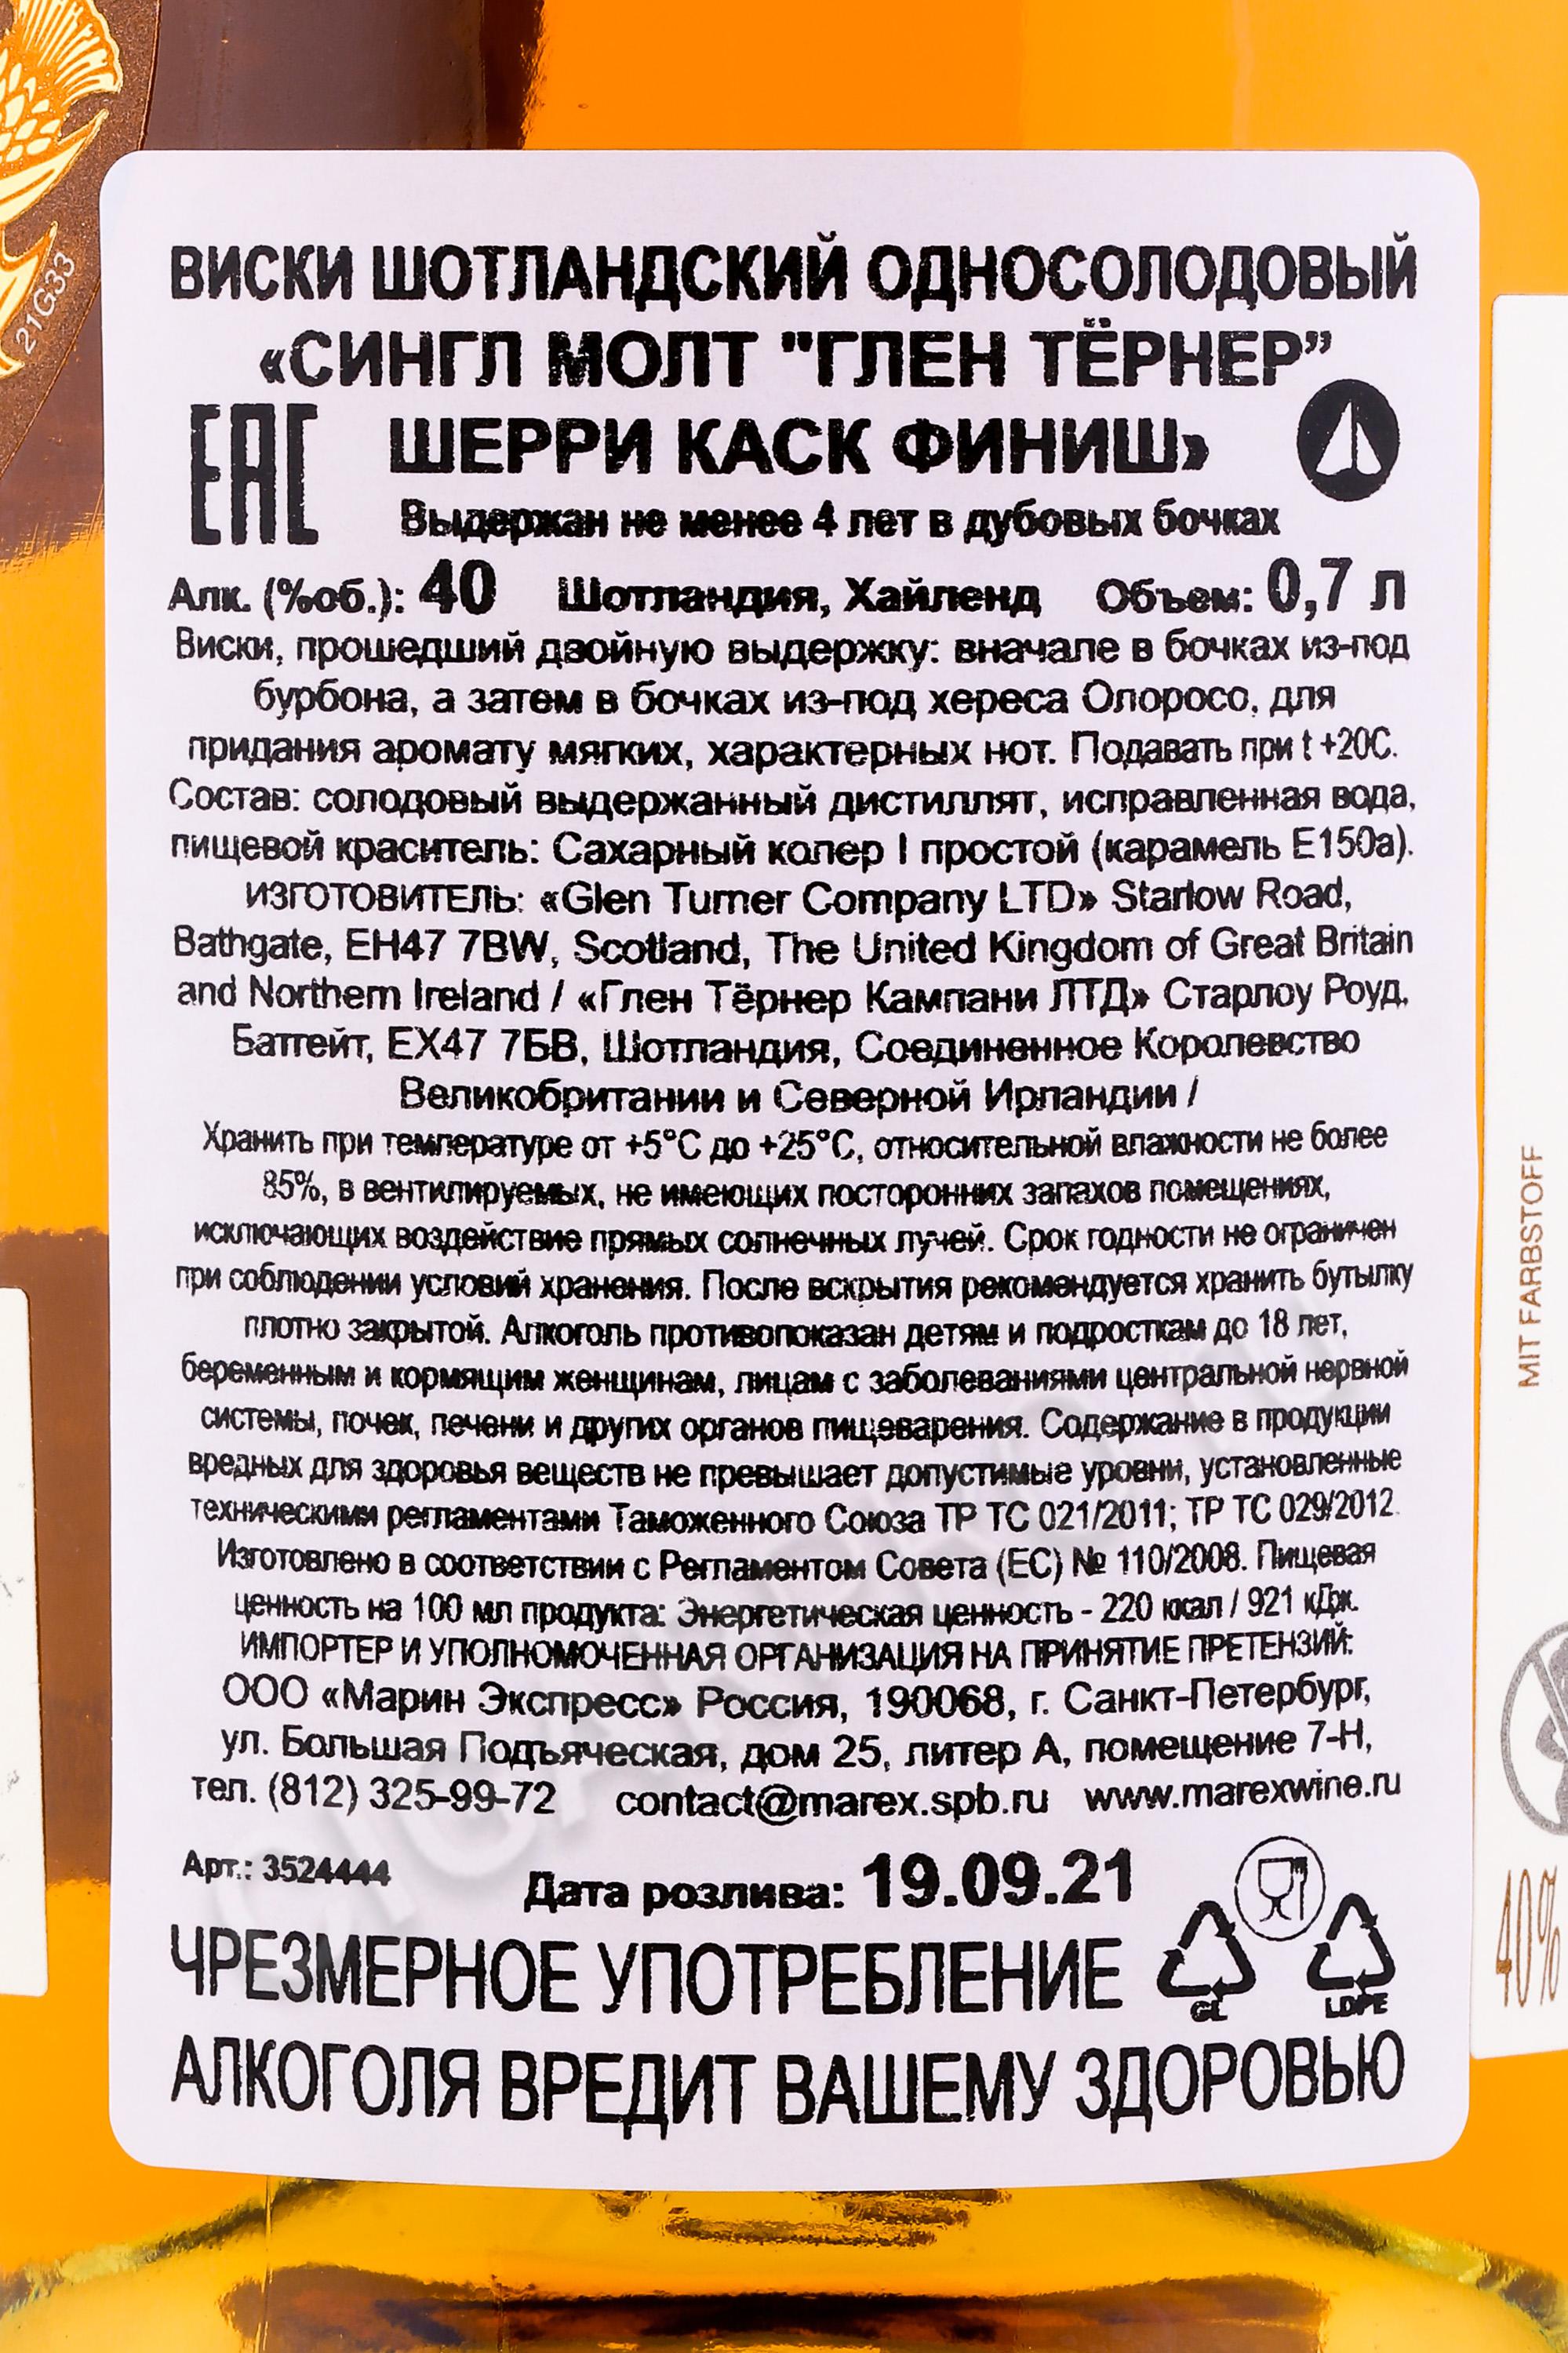 21G33
ВИСКИ ШОТЛАНДСКИЙ ОДНОСОЛОДОВЫЙ
«СИНГЛ МОЛТ "ГЛЕН ТЁРНЕР”
EAC ШЕРРИ КАСК ФИНИШ»
Выдержан не менее 4 лет в дубовых бочках
Алк. (%об.): 40 Шотландия, Хайленд Объем: 0,7 л
Виски, прошедший двойную выдержку: вначале в бочках из-под
бурбона, а затем в бочках из-под хереса Олоросо, для
придания аромату мягких, характерных нот. Подавать при t +20С.
Состав: солодовый выдержанный дистиллят, исправленная вода,
пищевой краситель: Сахарный колер I простой (карамель Е150а).
ИЗГОТОВИТЕЛЬ: «Glen Turner Company LTD» Starlow Road,
Bathgate, EH47 7BW, Scotland, The United Kingdom of Great Britain
and Northern Ireland / «Глен Тёрнер Кампани ЛТД» Старлоу Роуд,
Батгейт, ЕХ47 7БВ, Шотландия, Соединенное Королевство
Великобритании и Северной Ирландии /
Хранить при температуре от +5°С до +25°С, относительной влажности не более
85%, в вентилируемых, не имеющих посторонних запахов помещениях,
исключающих воздействие прямых солнечных лучей. Срок годности не ограничен
при соблюдении условий хранения. После вскрытия рекомендуется хранить бутылку
плотно закрытой. Алкоголь противопоказан детям и подросткам до 18 лет,
беременным и кормящим женщинам, лицам с заболеваниями центральной нервной
системы, почек, печени и других органов пищеварения. Содержание в продукции
вредных для здоровья веществ не превышает допустимые уровни, установленные
техническими регламентами Таможенного Союза ТР ТС 021/2011; ТР ТС 029/2012.
Изготовлено в соответствии с Регламентом Совета (ЕС) № 110/2008. Пищевая
ценность на 100 мл продукта: Энергетическая ценность - 220 ккал / 921 кДж.
ИМПОРТЕР И УПОЛНОМОЧЕННАЯ ОРГАНИЗАЦИЯ НА ПРИНЯТИЕ ПРЕТЕНЗИЙ:
ООО «Марин Экспресс» Россия, 190068, г. Санкт-Петербург,
ул. Большая Подъяческая, дом 25, литер А, помещение 7-Н,
тел. (812) 325-99-72 contact@marex.spb.ru www.marexwine.ru
Арт.: 3524444
Дата розлива: 19.09.21
GL LDPE
ЧРЕЗМЕРНОЕ УПОТРЕБЛЕНИЕ
АЛКОГОЛЯ ВРЕДИТ ВАШЕМУ ЗДОРОВЬЮ
MIT FARBSTOFF
40%